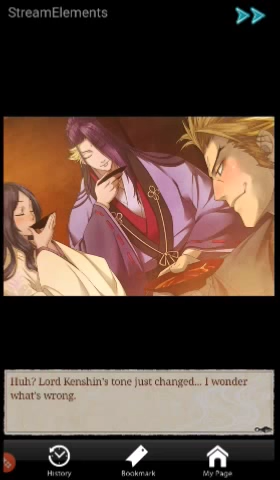 StreamElements
Huh? Lord Kenshin's tone just changed... I wonder
what's wrong.
History
Bookmark
My Page